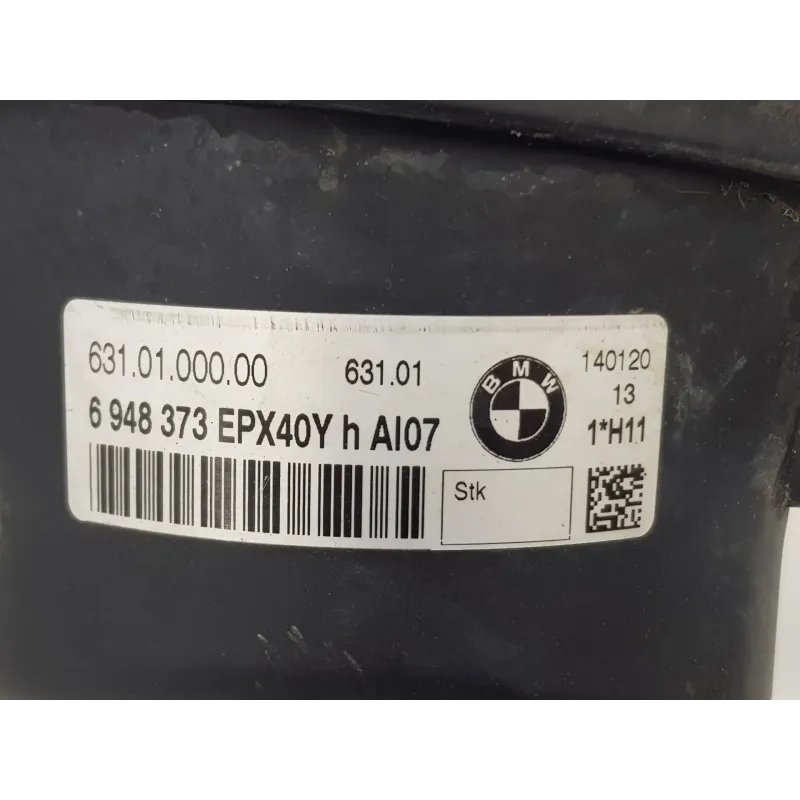 631.01.000.00 631.01
6 948 373 EPX40Y h AI07
Stk
BMW
140120
13
1*H11